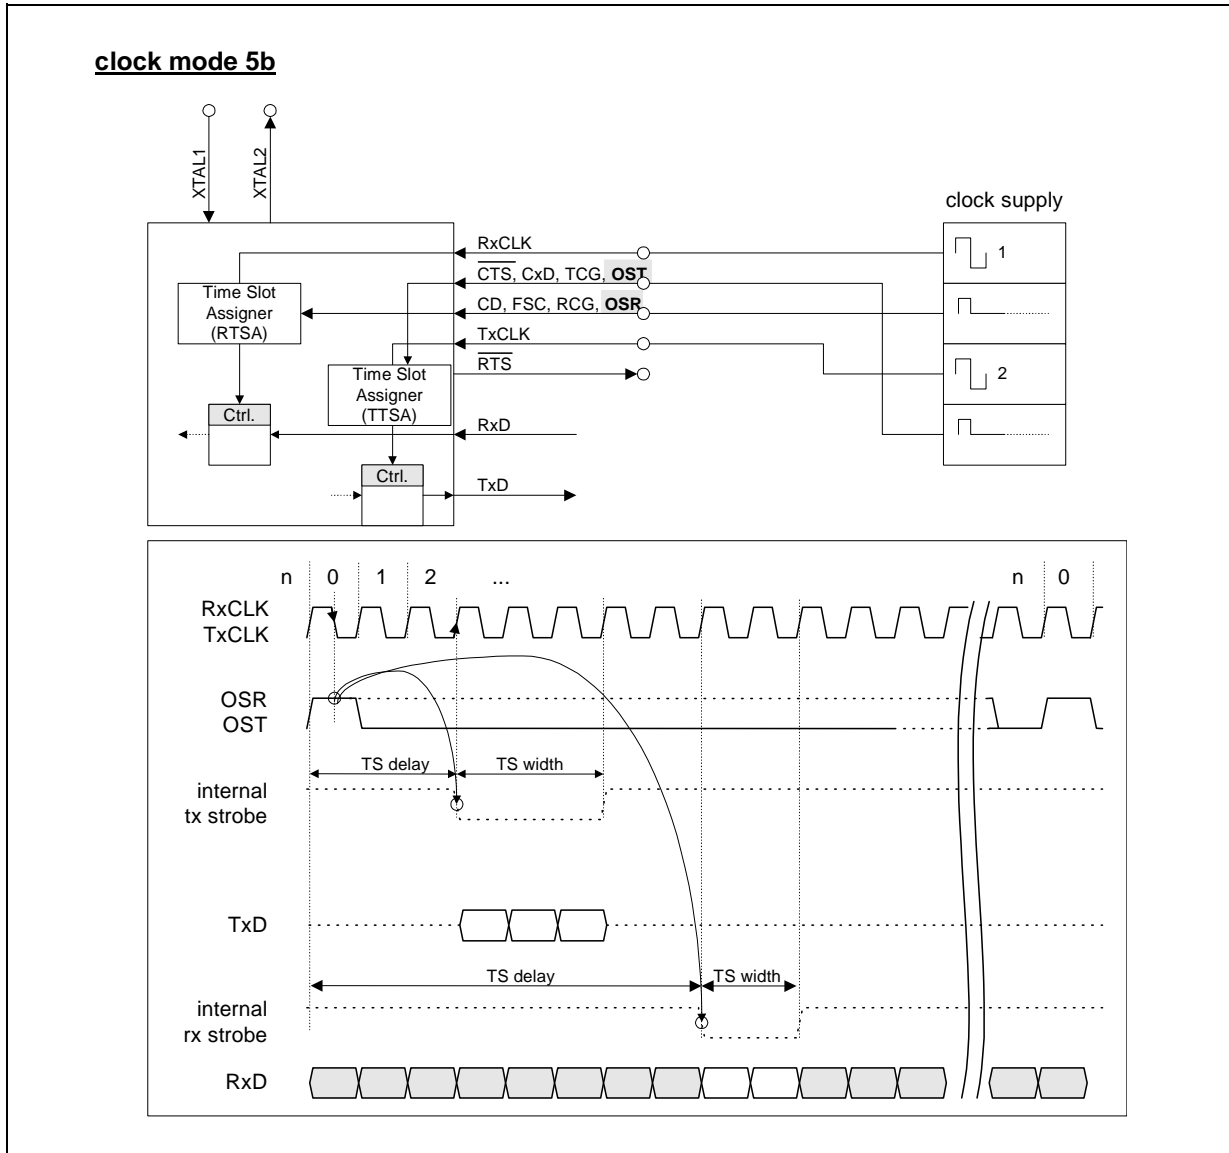 clock mode 5b
XTAL1
XTAL2
clock supply
RxCLK
1
CTS, CxD, TCG, OST
Time Slot
Assigner
(RTSA)
CD, FSC, RCG, OSR
TxCLK
RTS
2
Time Slot
Assigner
(TTSA)
Ctrl.
RxD
Ctrl.
TxD
n 0 1 2 ... n 0
RxCLK
TxCLK
OSR
OST
TS delay TS width
internal
tx strobe
TxD
TS delay TS width
internal
rx strobe
RxD